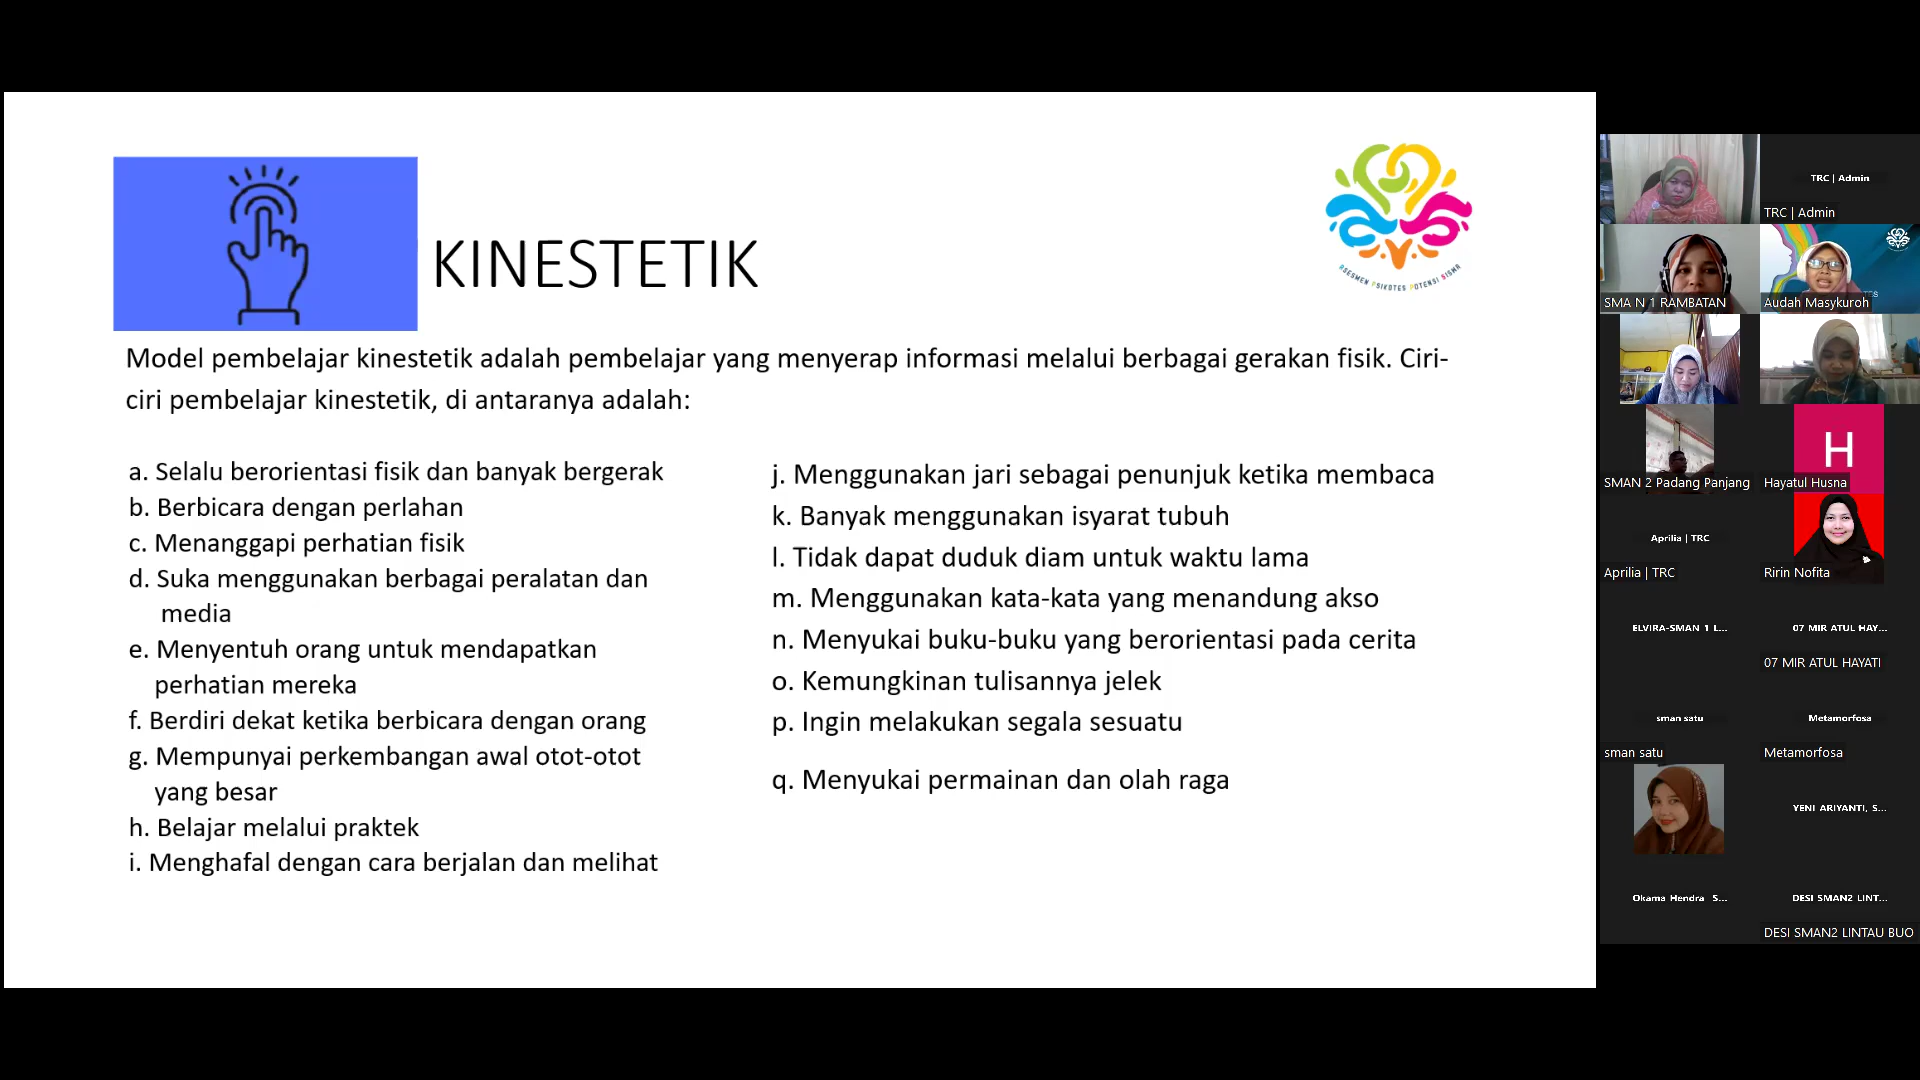 KINESTETIK
ASESMEN PSIKOTES POTENSI SISWA
Model pembelajar kinestetik adalah pembelajar yang menyerap informasi melalui berbagai gerakan fisik. Ciri-
ciri pembelajar kinestetik, di antaranya adalah:
a. Selalu berorientasi fisik dan banyak bergerak
b. Berbicara dengan perlahan
c. Menanggapi perhatian fisik
d. Suka menggunakan berbagai peralatan dan
media
e. Menyentuh orang untuk mendapatkan
perhatian mereka
f. Berdiri dekat ketika berbicara dengan orang
g. Mempunyai perkembangan awal otot-otot
yang besar
h. Belajar melalui praktek
i. Menghafal dengan cara berjalan dan melihat
j. Menggunakan jari sebagai penunjuk ketika membaca
k. Banyak menggunakan isyarat tubuh
l. Tidak dapat duduk diam untuk waktu lama
m. Menggunakan kata-kata yang menandung akso
n. Menyukai buku-buku yang berorientasi pada cerita
o. Kemungkinan tulisannya jelek
p. Ingin melakukan segala sesuatu
q. Menyukai permainan dan olah raga
TRC | Admin
TRC | Admin
SMA N 1 RAMBATAN
Audah Masykuroh
SMAN 2 Padang Panjang
H
Hayatul Husna
Aprilia | TRC
Aprilia | TRC
Ririn Nofita
ELVIRA-SMAN 1 L...
07 MIR ATUL HAY...
07 MIR ATUL HAYATI
sman satu
sman satu
Metamorfosa
Metamorfosa
YENI ARIYANTI, S...
Okama Hendra S...
DESI SMAN2 LINT...
DESI SMAN2 LINTAU BUO